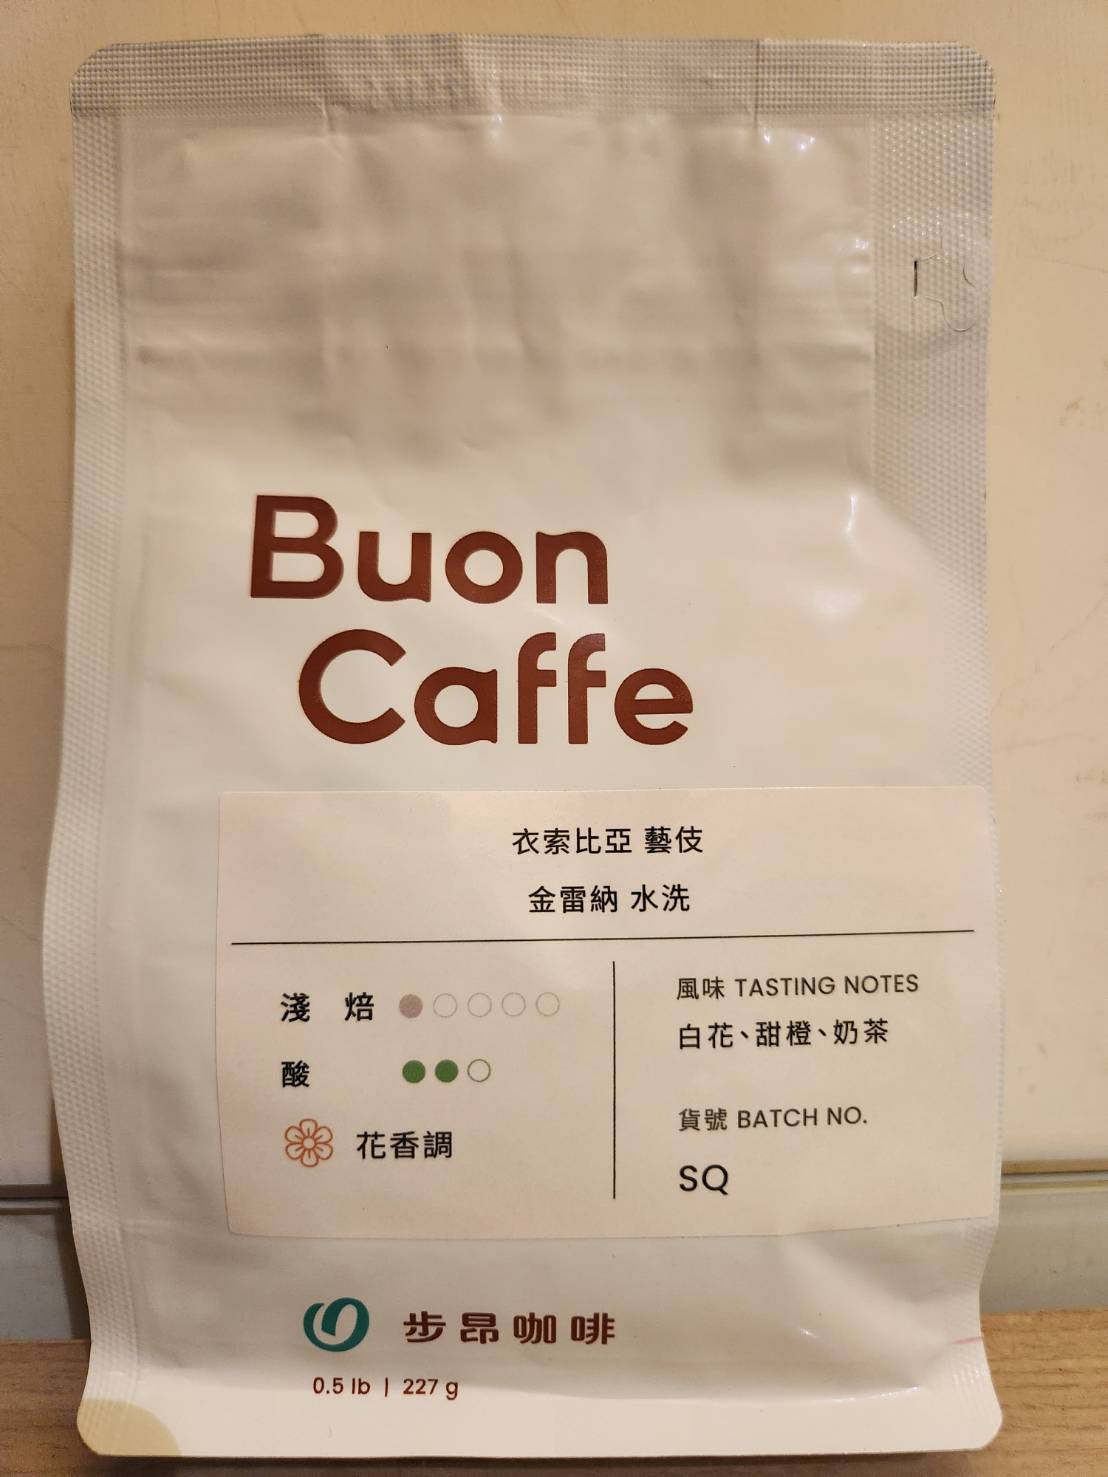 Buon
Caffe
衣索比亞 藝伎
金雷納 水洗
淺 焙
酸
花香調
風味 TASTING NOTES
白花、甜橙、奶茶
貨號 BATCH NO.
SQ
步昂咖啡
0.5 lb | 227 g